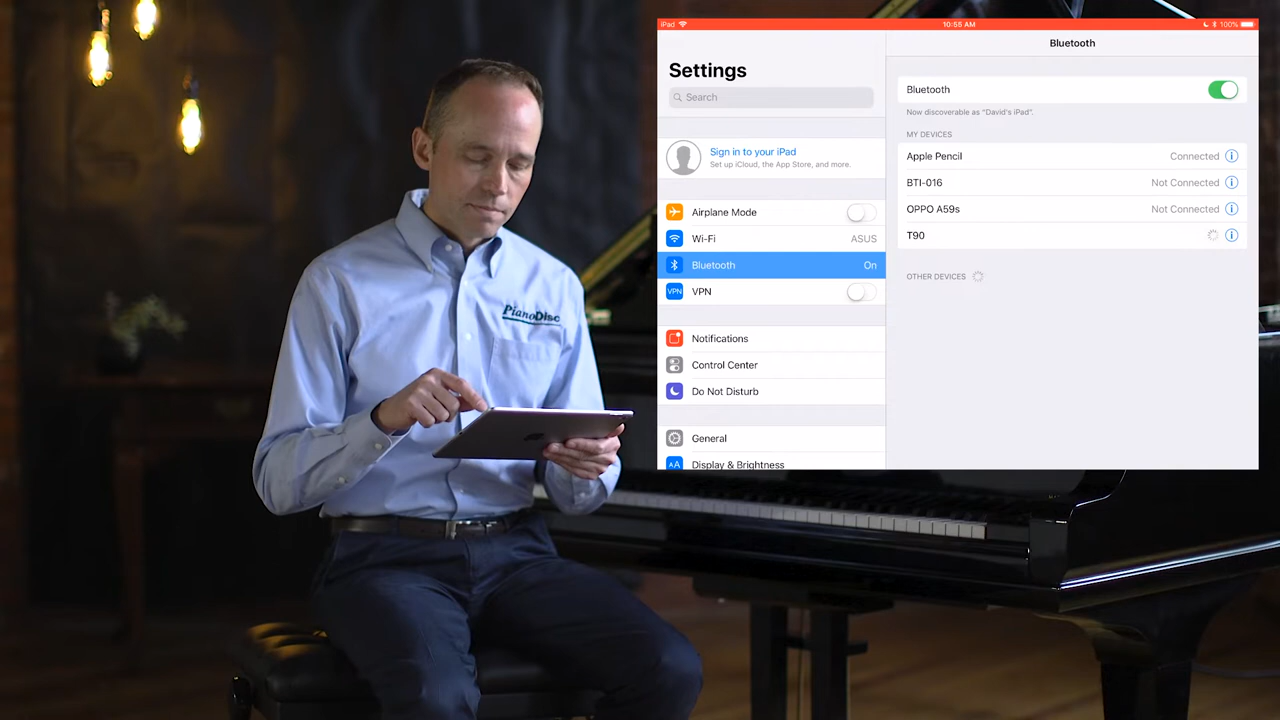 iPad 10:55 AM 100%
Settings
Search
Sign in to your iPad
Set up iCloud, the App Store, and more.
Airplane Mode
Wi-Fi ASUS
Bluetooth On
VPN VPN
Notifications
Control Center
Do Not Disturb
General
AA Display & Brightness
Bluetooth
Bluetooth
Now discoverable as "David's iPad".
MY DEVICES
Apple Pencil Connected
BTI-016 Not Connected
OPPO A59s Not Connected
T90
OTHER DEVICES
PianoDisc